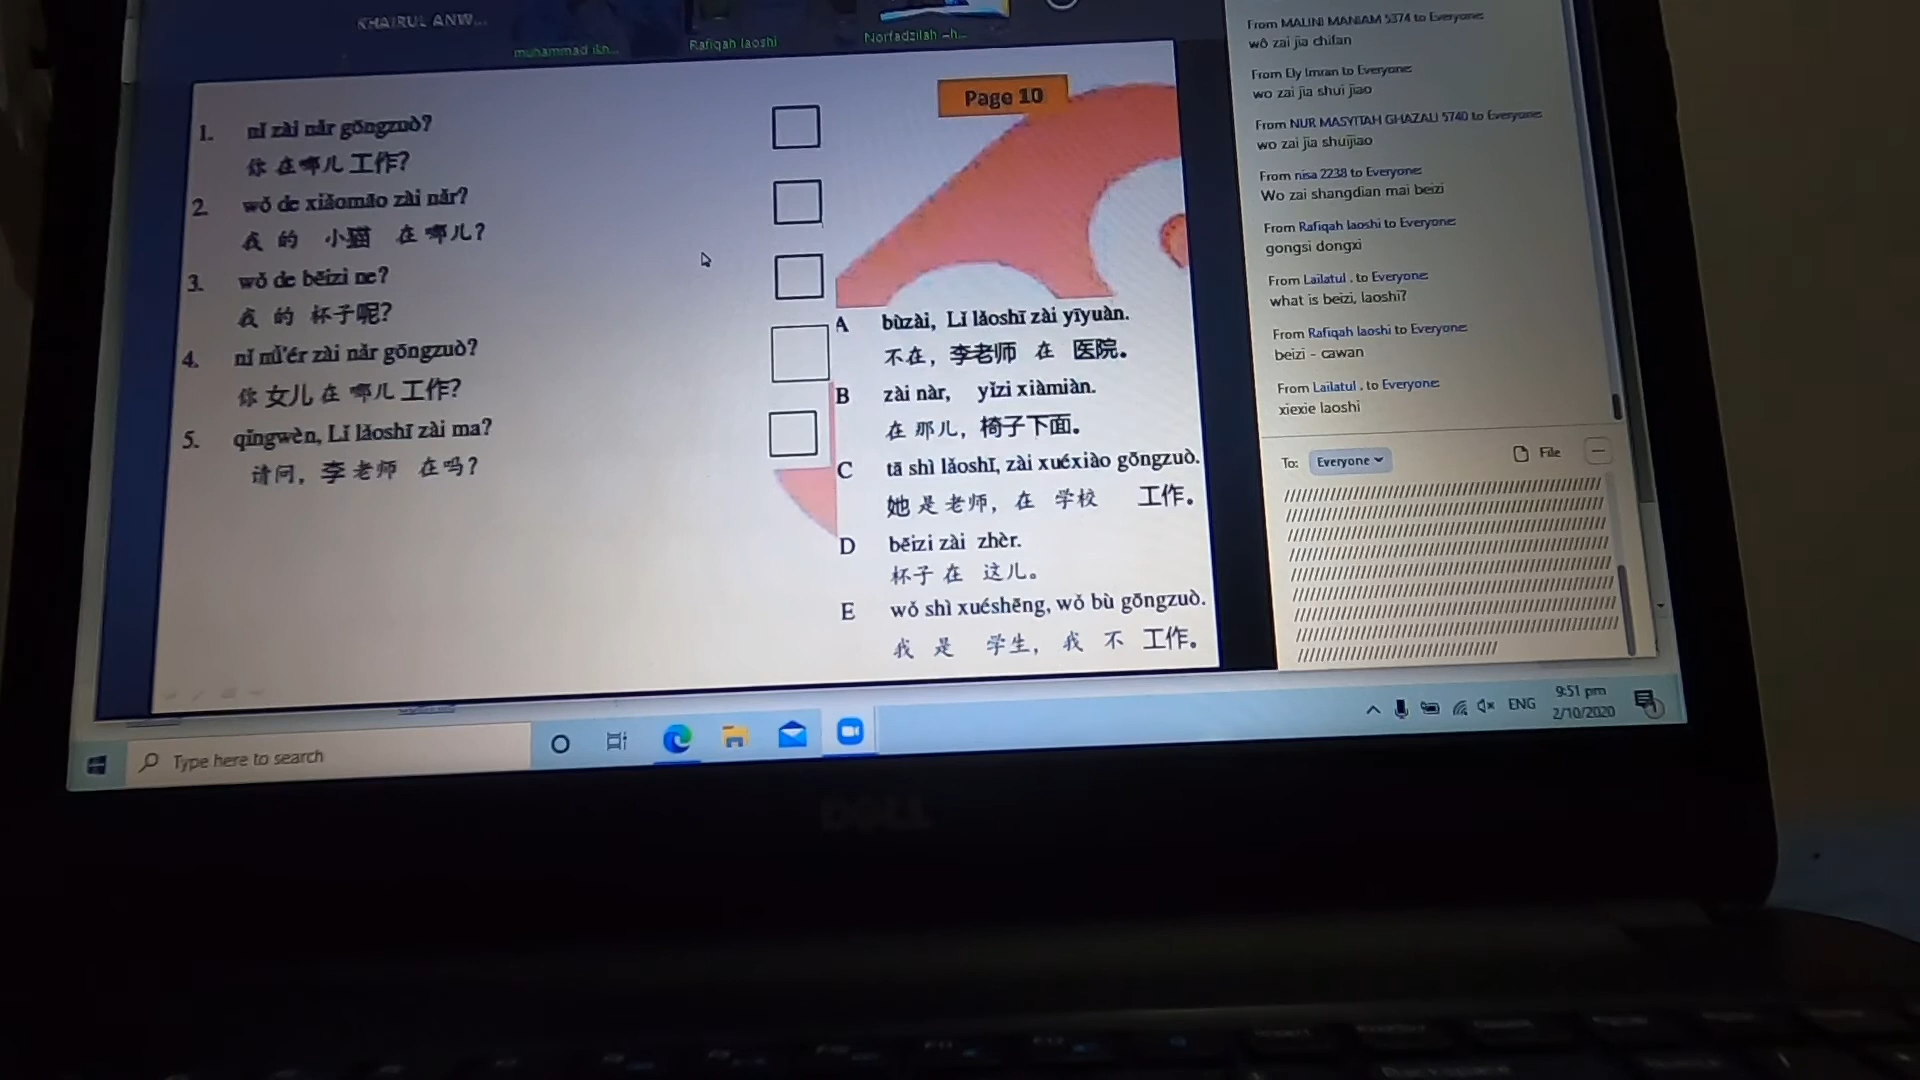 KHAIRUL ANW...
Rafiqah laoshi
Norfadzilah -h...
Page 10
1. nǐ zài nǎr gōngzuò?
你 在哪儿 工作?
2. wǒ de xiǎomāo zài nǎr?
我 的 小猫 在 哪儿?
3. wǒ de bēizi ne?
我 的 杯子呢?
4. nǐ nǚ'ér zài nǎr gōngzuò?
你 女儿 在 哪儿 工作?
5. qǐngwèn, Lǐ lǎoshī zài ma?
请问, 李 老师 在吗?
A bùzài, Lǐ lǎoshī zài yīyuàn.
不在, 李老师 在 医院。
B zài nàr, yǐzi xiàmiàn.
在 那儿, 椅子下面。
C tā shì lǎoshī, zài xuéxiào gōngzuò.
她 是 老师, 在 学校 工作。
D bēizi zài zhèr.
杯子 在 这儿。
E wǒ shì xuéshēng, wǒ bù gōngzuò.
我 是 学生, 我 不 工作。
From MALINI MANIAM 5374 to Everyone:
wǒ zai jia chifan
From Ely Imran to Everyone:
wo zai jia shui jiao
From NUR MASYITAH GHAZALI 5740 to Everyone:
wo zai jia shuijiao
From nisa 2238 to Everyone:
Wo zai shangdian mai beizi
From Rafiqah laoshi to Everyone:
gongsi dongxi
From Lailatul . to Everyone:
what is beizi, laoshi?
From Rafiqah laoshi to Everyone:
beizi - cawan
From Lailatul . to Everyone:
xiexie laoshi
To: Everyone
File
Type here to search
ENG
9:51 pm
2/10/2020
DELL